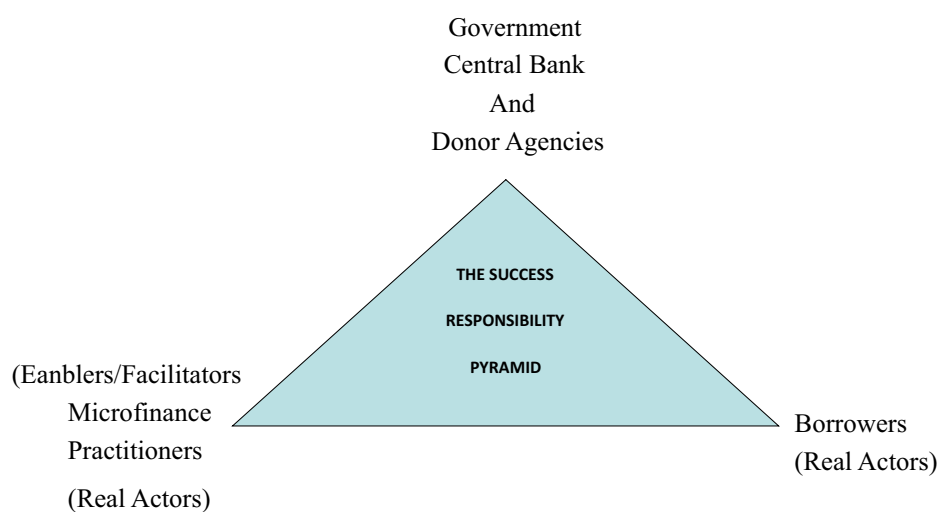 Government
Central Bank
And
Donor Agencies
THE SUCCESS
RESPONSIBILITY
PYRAMID
(Eanblers/Facilitators
Microfinance
Practitioners
(Real Actors)
Borrowers
(Real Actors)